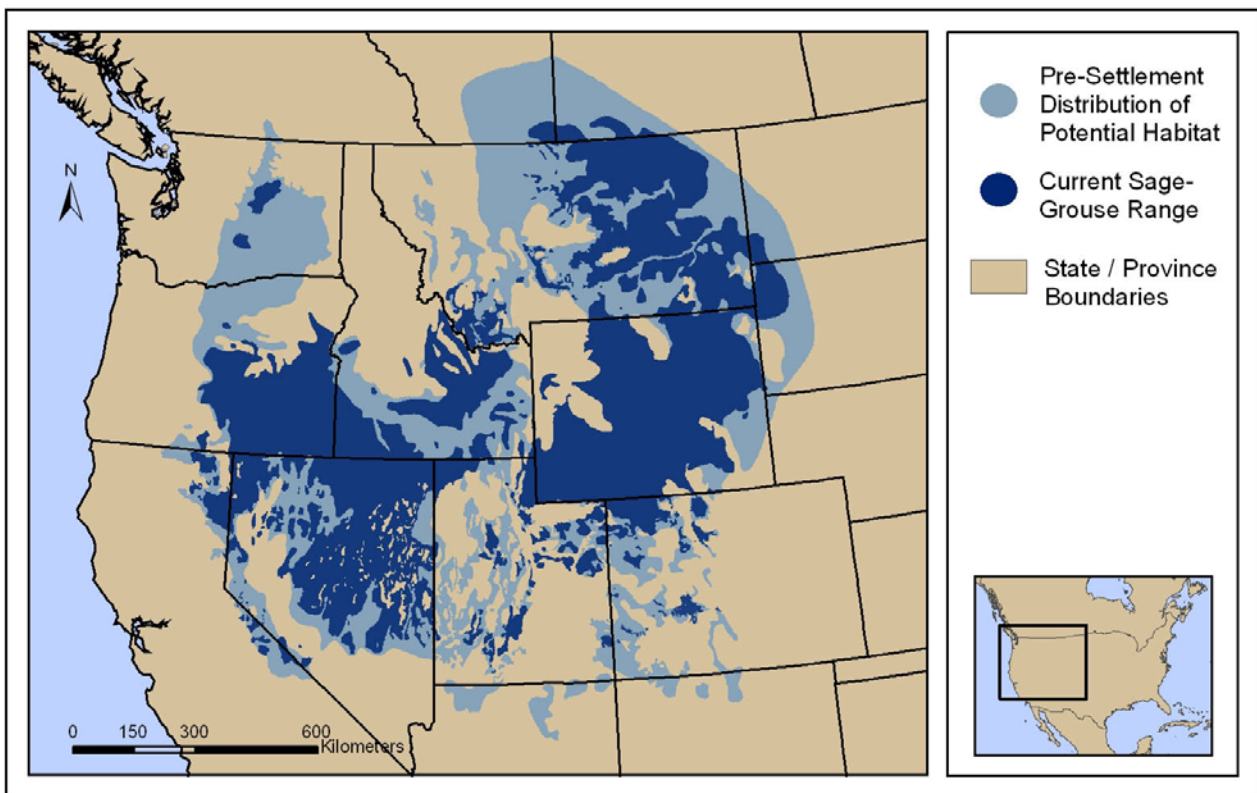 Pre-Settlement
Distribution of
Potential Habitat
Current Sage-
Grouse Range
State / Province
Boundaries
N
0 150 300 600
Kilometers